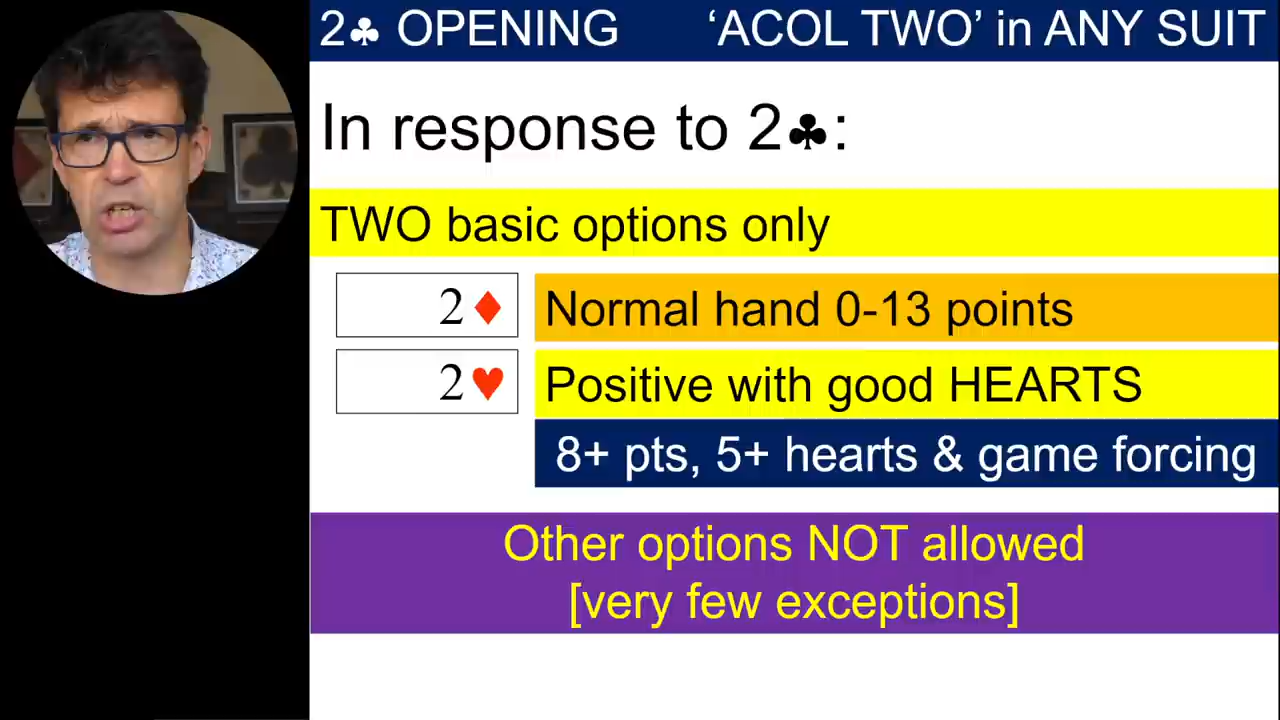 2♣ OPENING ‘ACOL TWO’ in ANY SUIT
In response to 2♣:
TWO basic options only
2♦ Normal hand 0-13 points
2♥ Positive with good HEARTS
8+ pts, 5+ hearts & game forcing
Other options NOT allowed
[very few exceptions]